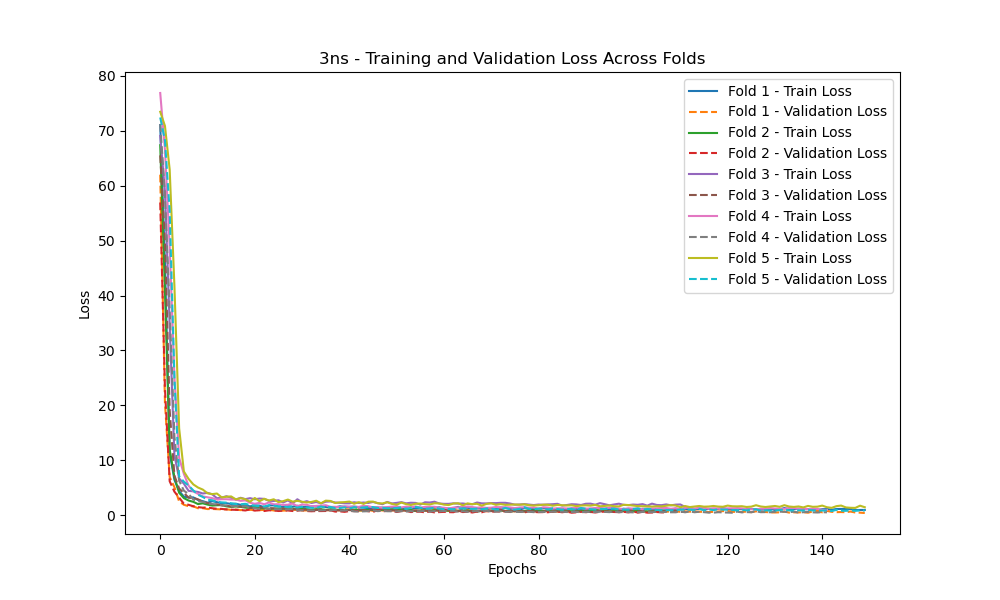 3ns - Training and Validation Loss Across Folds
80
70
60
50
40
30
20
10
0
Loss
Fold 1 - Train Loss
Fold 1 - Validation Loss
Fold 2 - Train Loss
Fold 2 - Validation Loss
Fold 3 - Train Loss
Fold 3 - Validation Loss
Fold 4 - Train Loss
Fold 4 - Validation Loss
Fold 5 - Train Loss
Fold 5 - Validation Loss
0 20 40 60 80 100 120 140
Epochs